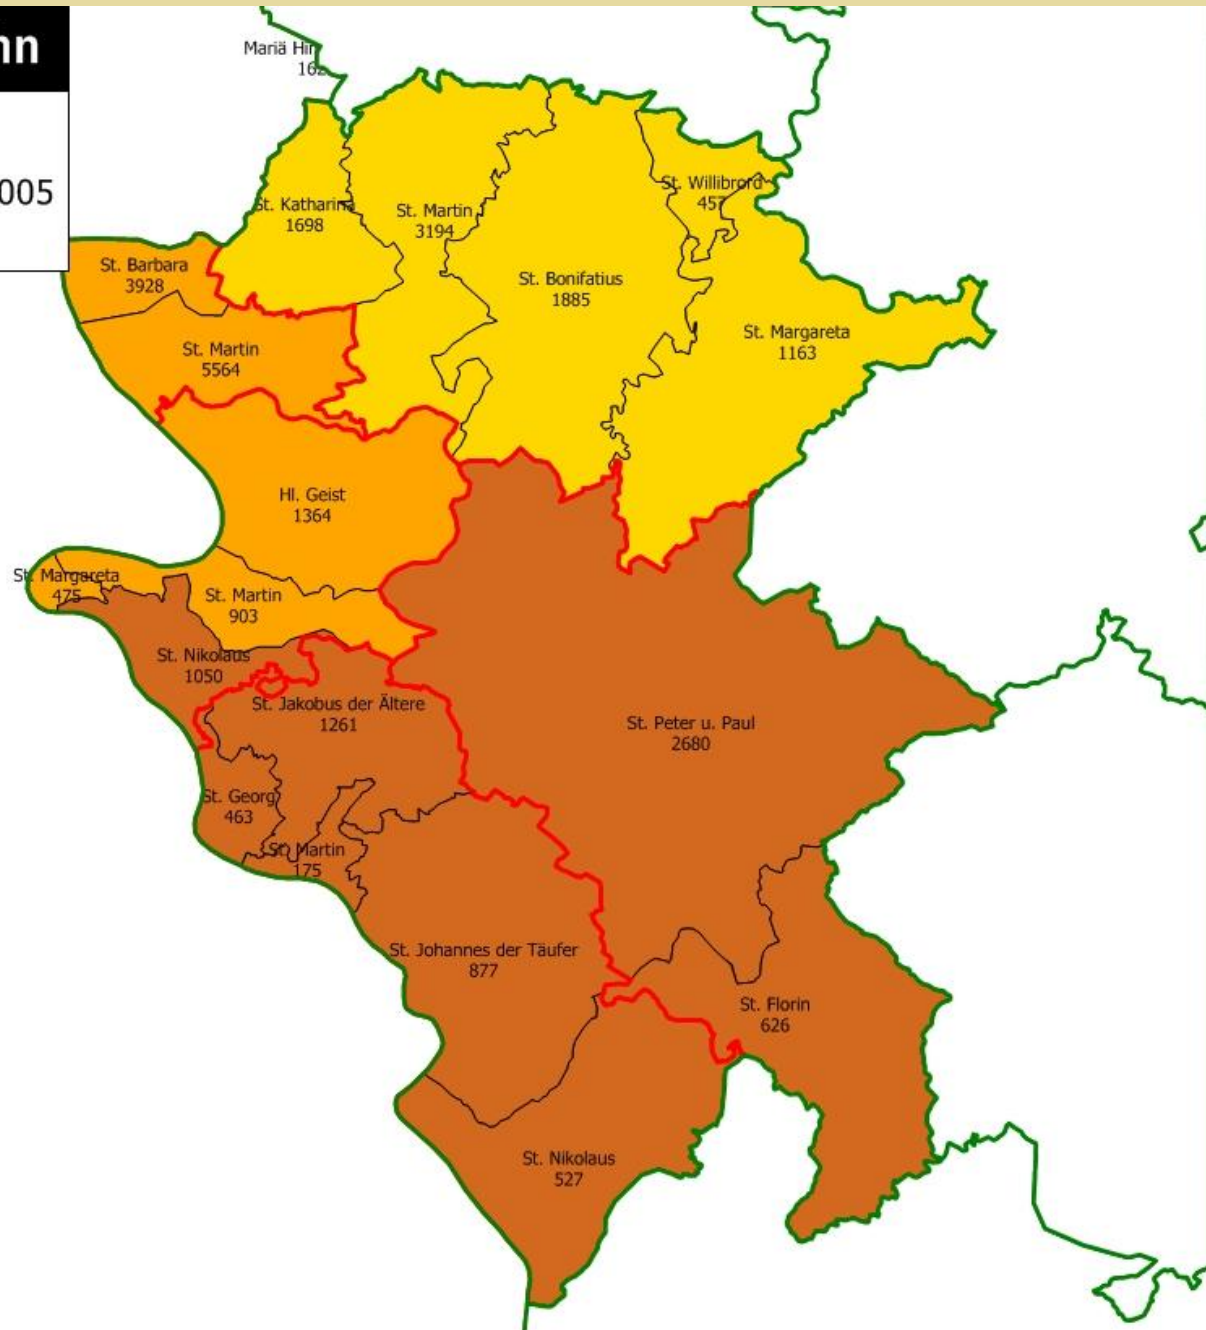 nn
005
Mariä Hi
162
St. Katharina
1698
St. Martin
3194
St. Willibrord
457
St. Barbara
3928
St. Bonifatius
1885
St. Martin
5564
St. Margareta
1163
Hl. Geist
1364
St. Margareta
475
St. Martin
903
St. Nikolaus
1050
St. Jakobus der Ältere
1261
St. Peter u. Paul
2680
St. Georg
463
St. Martin
175
St. Johannes der Täufer
877
St. Florin
626
St. Nikolaus
527